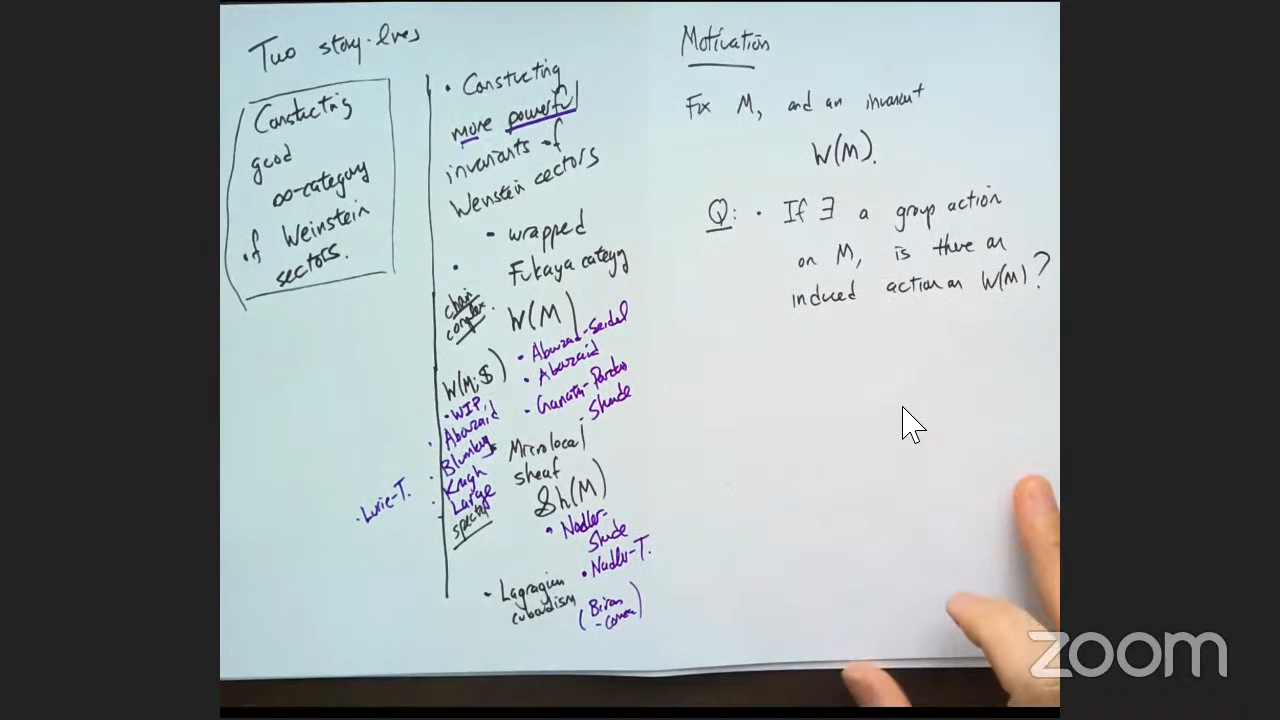 Two story-lines
Constructing
good
∞-category
of Weinstein
sectors.
• Constructing
more powerful
invariants of
Weinstein sectors
• wrapped
Fukaya category
W(M)
chain
complex.
• Abouzaid-Seidel
• Abouzaid
• Ganatra-Pardon
-Shende
W(M; $)
• WIP,
Abouzaid
Blumberg
Kragh
Large
spectra
• Lurie-T.
Microlocal
sheaf
Sh(M)
• Nadler-
Shende
• Nadler-T.
• Lagrangian
cobordism
(Biran
-Cornea)
Motivation
Fix M, and an invariant
W(M).
Q: • If ∃ a group action
on M, is there an
induced action on W(M)?
zoom